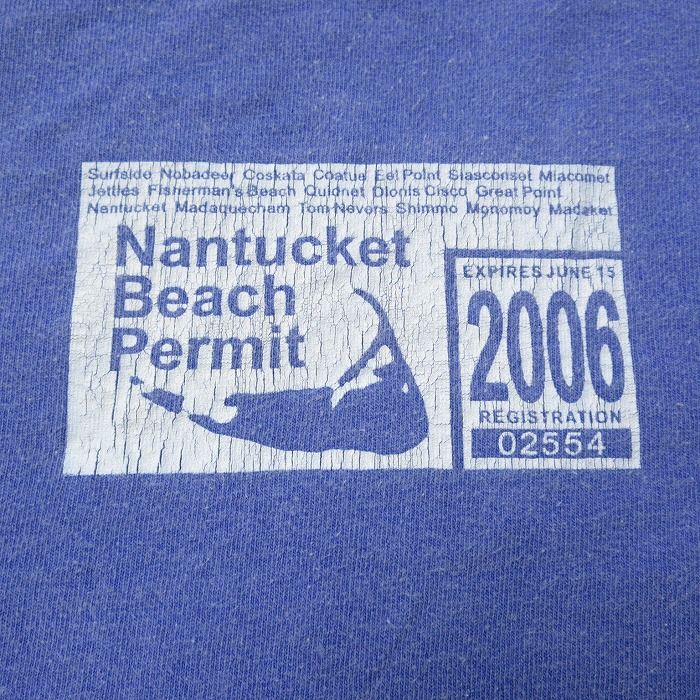 Surfside Nobadeer Coskata Coatue Eel Point Siasconset Miacomet
Jetties Fisherman's Beach Quidnet Dionis Cisco Great Point
Nantucket Madaquecham Tom Nevers Shimmo Monomoy Madaket
Nantucket
Beach
Permit
EXPIRES JUNE 15
2006
REGISTRATION
02554